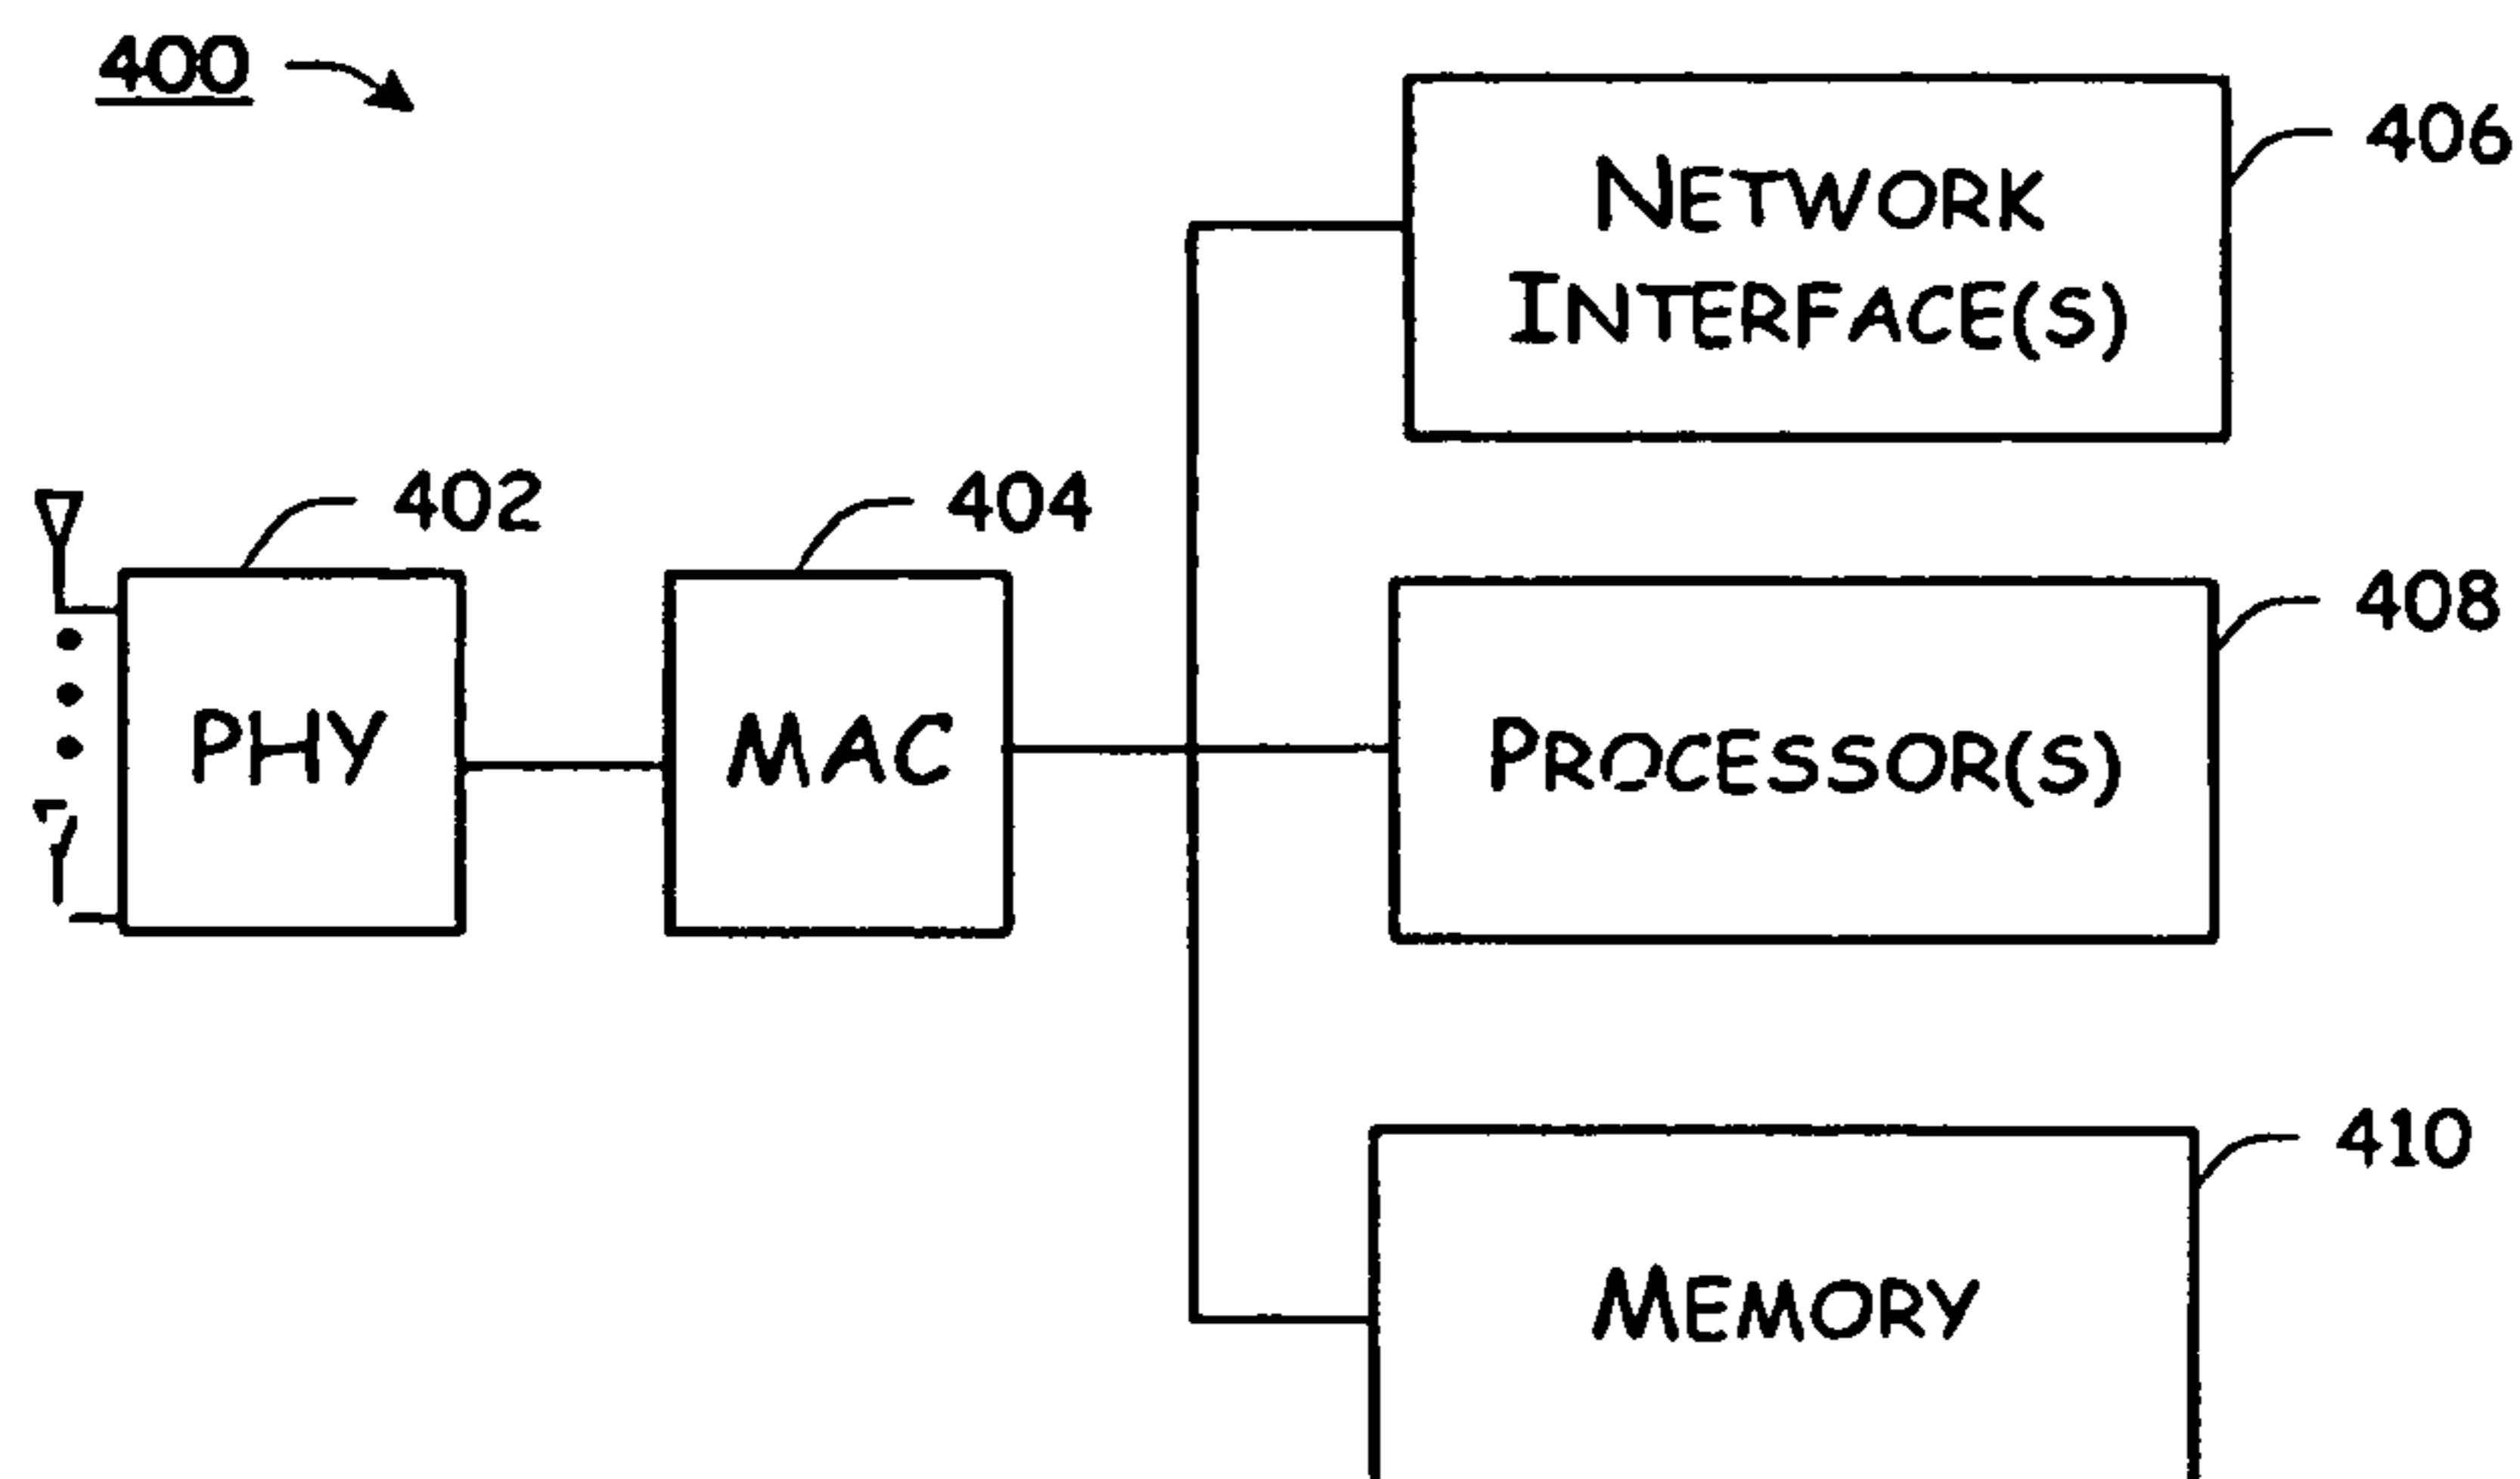 400
406
NETWORK
INTERFACE(S)
402
404
408
PHY
MAC
PROCESSOR(S)
410
MEMORY